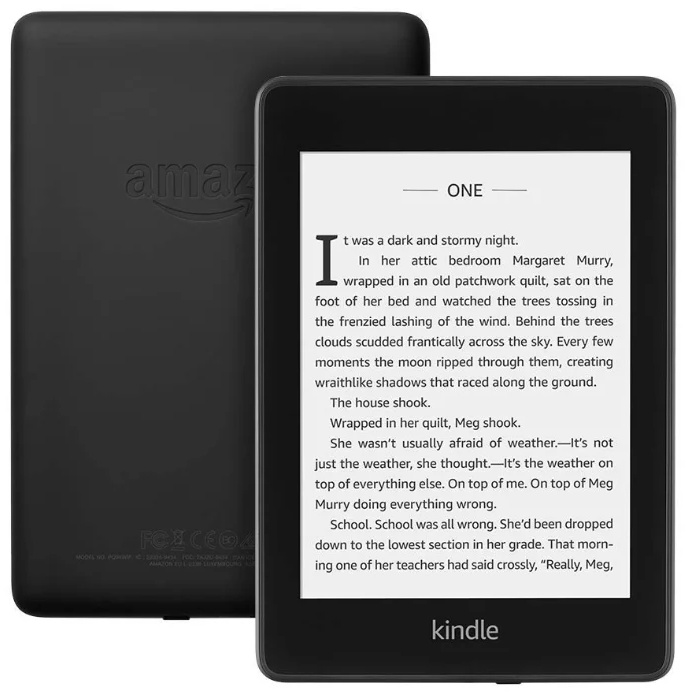 amaz
ONE
It was a dark and stormy night.
In her attic bedroom Margaret Murry,
wrapped in an old patchwork quilt, sat on the
foot of her bed and watched the trees tossing in
the frenzied lashing of the wind. Behind the trees
clouds scudded frantically across the sky. Every few
moments the moon ripped through them, creating
wraithlike shadows that raced along the ground.
The house shook.
Wrapped in her quilt, Meg shook.
She wasn’t usually afraid of weather.—It’s not
just the weather, she thought.—It’s the weather on
top of everything else. On top of me. On top of Meg
Murry doing everything wrong.
School. School was all wrong. She’d been dropped
down to the lowest section in her grade. That morn-
ing one of her teachers had said crossly, “Really, Meg,
kindle